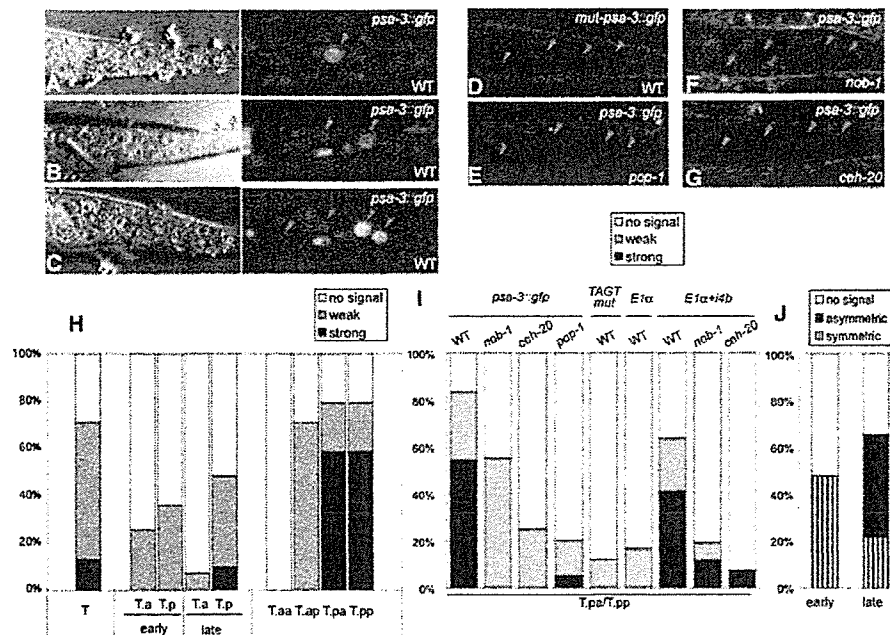 psa-3::gfp
A
WT
psa-3::gfp
B
WT
psa-3::gfp
C
WT
mut-psa-3::gfp
D
WT
psa-3::gfp
E
pop-1
psa-3::gfp
F
nob-1
psa-3::gfp
G
ceh-20
no signal
weak
strong
H
no signal
weak
strong
100%
80%
60%
40%
20%
0%
T
T.a T.p T.a T.p
early late
T.aa T.ap T.pa T.pp
I
psa-3::gfp TAGT mut E1α E1α+i4b
WT nob-1 ceh-20 pop-1 WT WT WT nob-1 ceh-20
100%
80%
60%
40%
20%
0%
T.pa/T.pp
J
no signal
asymmetric
symmetric
100%
80%
60%
40%
20%
0%
early late